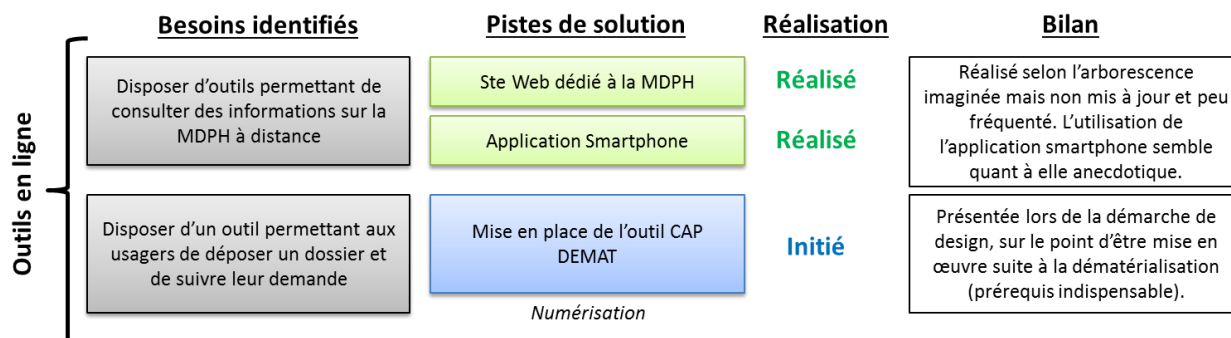 Besoins identifiés
Pistes de solution
Réalisation
Bilan
Outils en ligne
Disposer d’outils permettant de
consulter des informations sur la
MDPH à distance
Ste Web dédié à la MDPH
Réalisé
Application Smartphone
Réalisé
Réalisé selon l’arborescence
imaginée mais non mis à jour et peu
fréquenté. L’utilisation de
l’application smartphone semble
quant à elle anecdotique.
Disposer d’un outil permettant aux
usagers de déposer un dossier et
de suivre leur demande
Mise en place de l’outil CAP
DEMAT
Numérisation
Initié
Présentée lors de la démarche de
design, sur le point d’être mise en
œuvre suite à la dématérialisation
(prérequis indispensable).